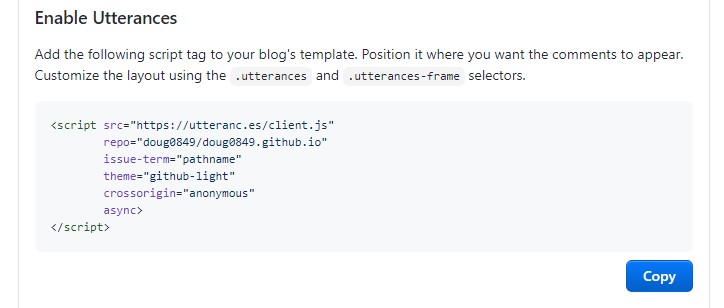 Enable Utterances
Add the following script tag to your blog's template. Position it where you want the comments to appear.
Customize the layout using the .utterances and .utterances-frame selectors.
<script src="https://utteranc.es/client.js"
repo="doug0849/doug0849.github.io"
issue-term="pathname"
theme="github-light"
crossorigin="anonymous"
async>
</script>
Copy